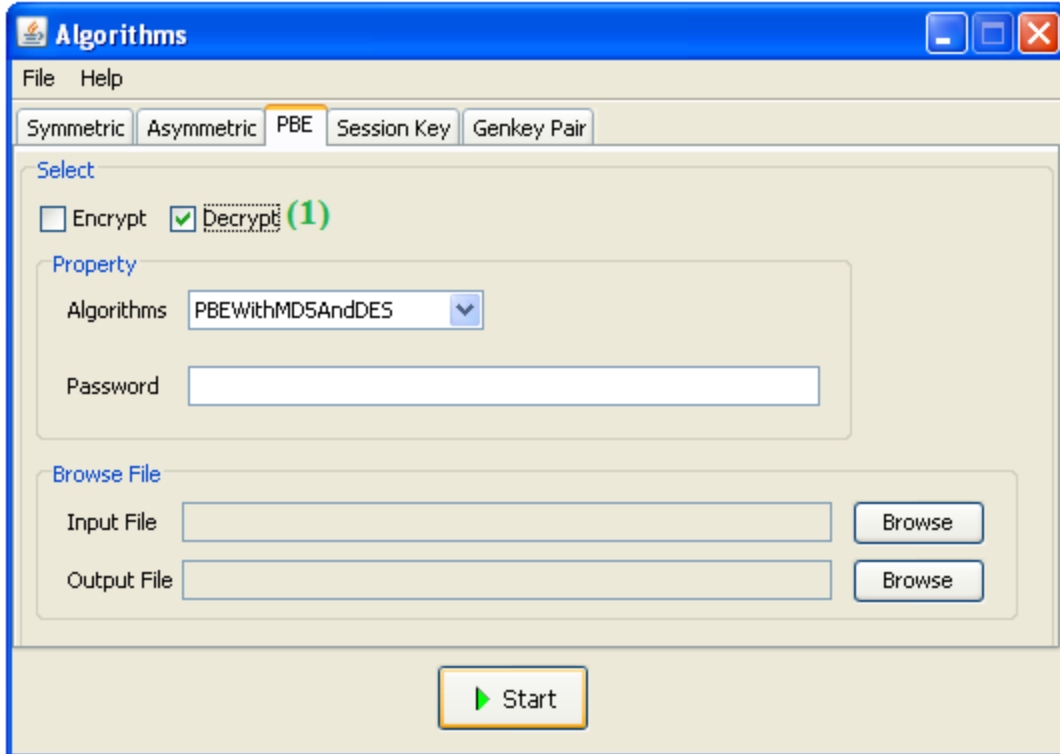 Algorithms
File Help
Symmetric Asymmetric PBE Session Key Genkey Pair
Select
Encrypt Decrypt (1)
Property
Algorithms PBEWithMD5AndDES
Password
Browse File
Input File Browse
Output File Browse
Start